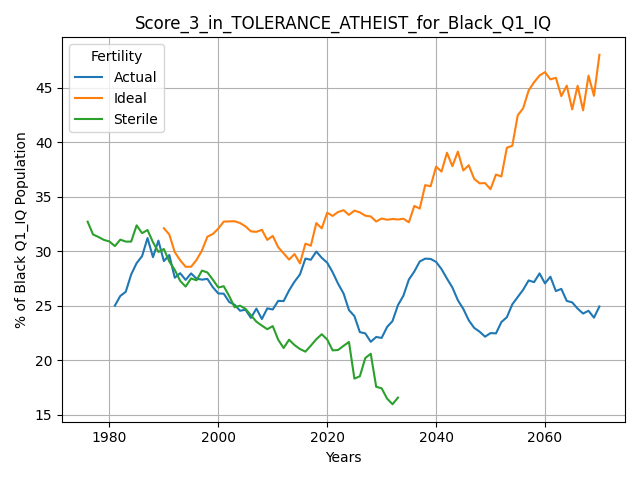 Score_3_in_TOLERANCE_ATHEIST_for_Black_Q1_IQ
Fertility
Actual
Ideal
Sterile
% of Black Q1_IQ Population
45
40
35
30
25
20
15
1980
2000
2020
2040
2060
Years